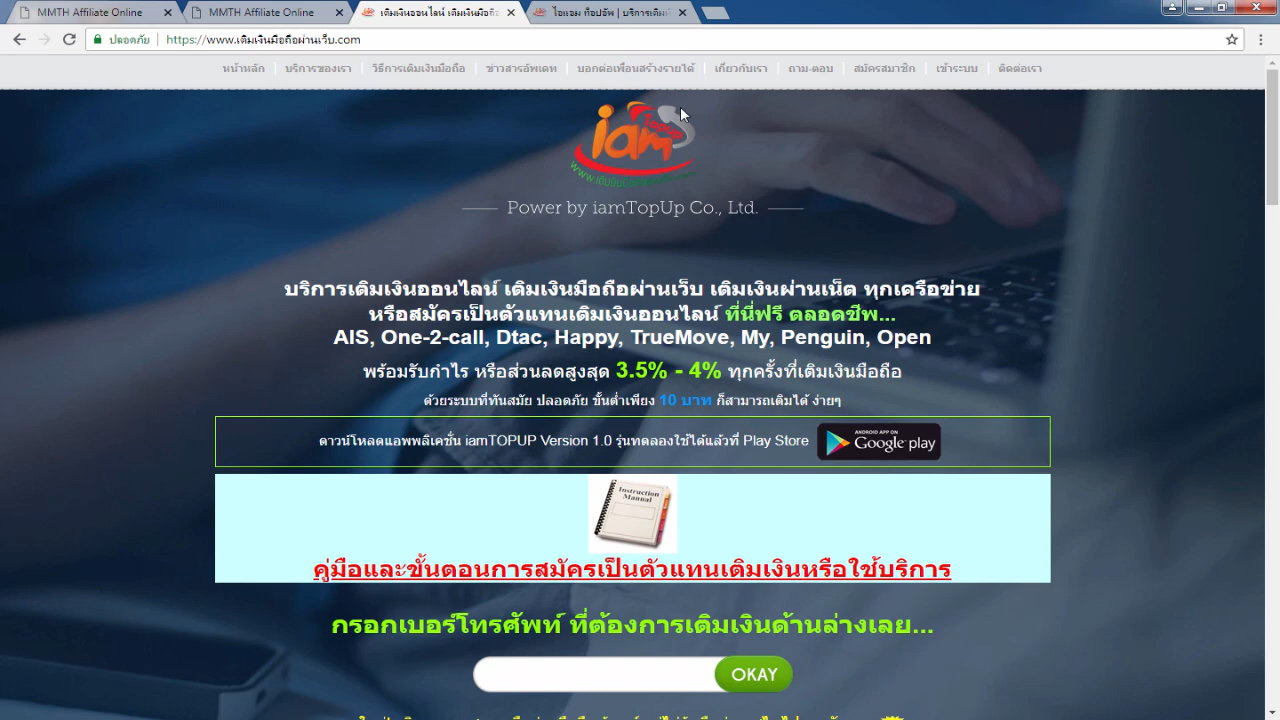 MMTH Affiliate Online
MMTH Affiliate Online
เติมเงินออนไลน์ เติมเงินมือถือ
ไอแอม ท็อปอัพ | บริการเติม
ปลอดภัย
https://www.เติมเงินมือถือผ่านเว็บ.com
หน้าหลัก
บริการของเรา
วิธีการเติมเงินมือถือ
ข่าวสารอัพเดท
บอกต่อเพื่อนสร้างรายได้
เกี่ยวกับเรา
ถาม-ตอบ
สมัครสมาชิก
เข้าระบบ
ติดต่อเรา
iam TopUp
Power by iamTopUp Co., Ltd.
บริการเติมเงินออนไลน์ เติมเงินมือถือผ่านเว็บ เติมเงินผ่านเน็ต ทุกเครือข่าย
หรือสมัครเป็นตัวแทนเติมเงินออนไลน์ ที่นี่ฟรี ตลอดชีพ...
AIS, One-2-call, Dtac, Happy, TrueMove, My, Penguin, Open
พร้อมรับกำไร หรือส่วนลดสูงสุด 3.5% - 4% ทุกครั้งที่เติมเงินมือถือ
ด้วยระบบที่ทันสมัย ปลอดภัย ขั้นต่ำเพียง 10 บาท ก็สามารถเติมได้ ง่ายๆ
ดาวน์โหลดแอพพลิเคชั่น iamTOPUP Version 1.0 รุ่นทดลองใช้ได้แล้วที่ Play Store
ANDROID APP ON
Google play
Instruction
Manual
คู่มือและขั้นตอนการสมัครเป็นตัวแทนเติมเงินหรือใช้บริการ
กรอกเบอร์โทรศัพท์ ที่ต้องการเติมเงินด้านล่างเลย...
OKAY